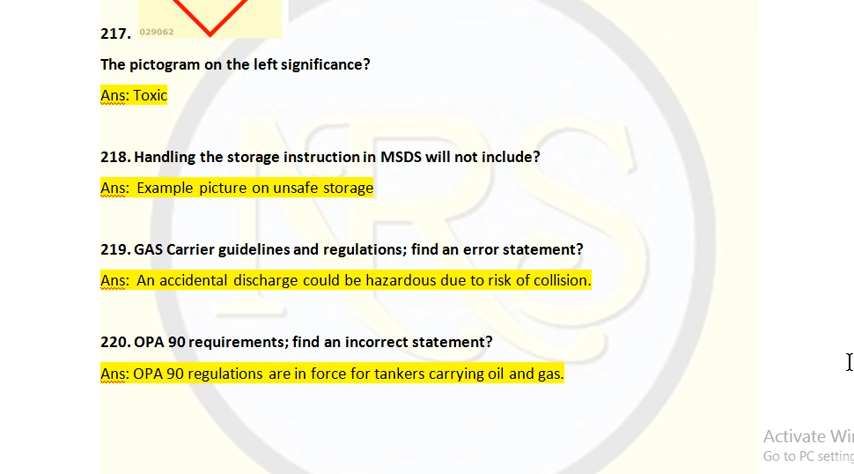 029062
217.
The pictogram on the left significance?
Ans: Toxic
218. Handling the storage instruction in MSDS will not include?
Ans: Example picture on unsafe storage
219. GAS Carrier guidelines and regulations; find an error statement?
Ans: An accidental discharge could be hazardous due to risk of collision.
220. OPA 90 requirements; find an incorrect statement?
Ans: OPA 90 regulations are in force for tankers carrying oil and gas.
NRS
Activate Wi
Go to PC setting